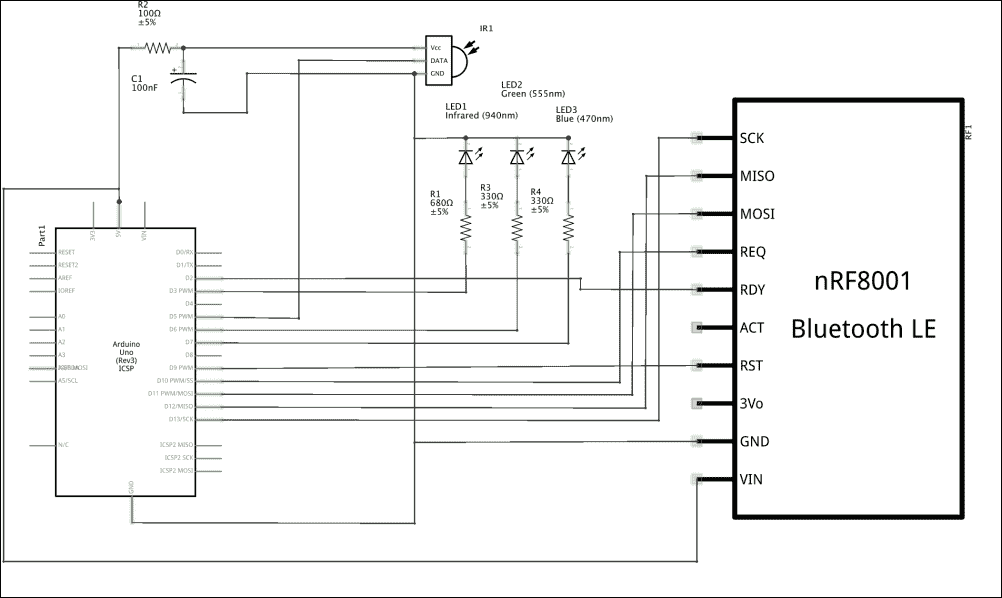 R2
100Ω
±5%
C1
100nF
+
IR1
Vcc
DATA
GND
LED1
Infrared (940nm)
LED2
Green (555nm)
LED3
Blue (470nm)
R1
680Ω
±5%
R3
330Ω
±5%
R4
330Ω
±5%
Part1
3V3
5V
VIN
RESET
RESET2
AREF
IOREF
A0
A1
A2
A3
A5/SCL
N/C
Arduino
Uno
(Rev3)
ICSP
D0/RX
D1/TX
D2
D3 PWM
D4
D5 PWM
D6 PWM
D7
D8
D9 PWM
D10 PWM/SS
D11 PWM/MOSI
D12/MISO
D13/SCK
ICSP2 MISO
ICSP2 SCK
ICSP2 MOSI
GND
RF1
SCK
MISO
MOSI
REQ
RDY
ACT
RST
3Vo
GND
VIN
nRF8001
Bluetooth LE